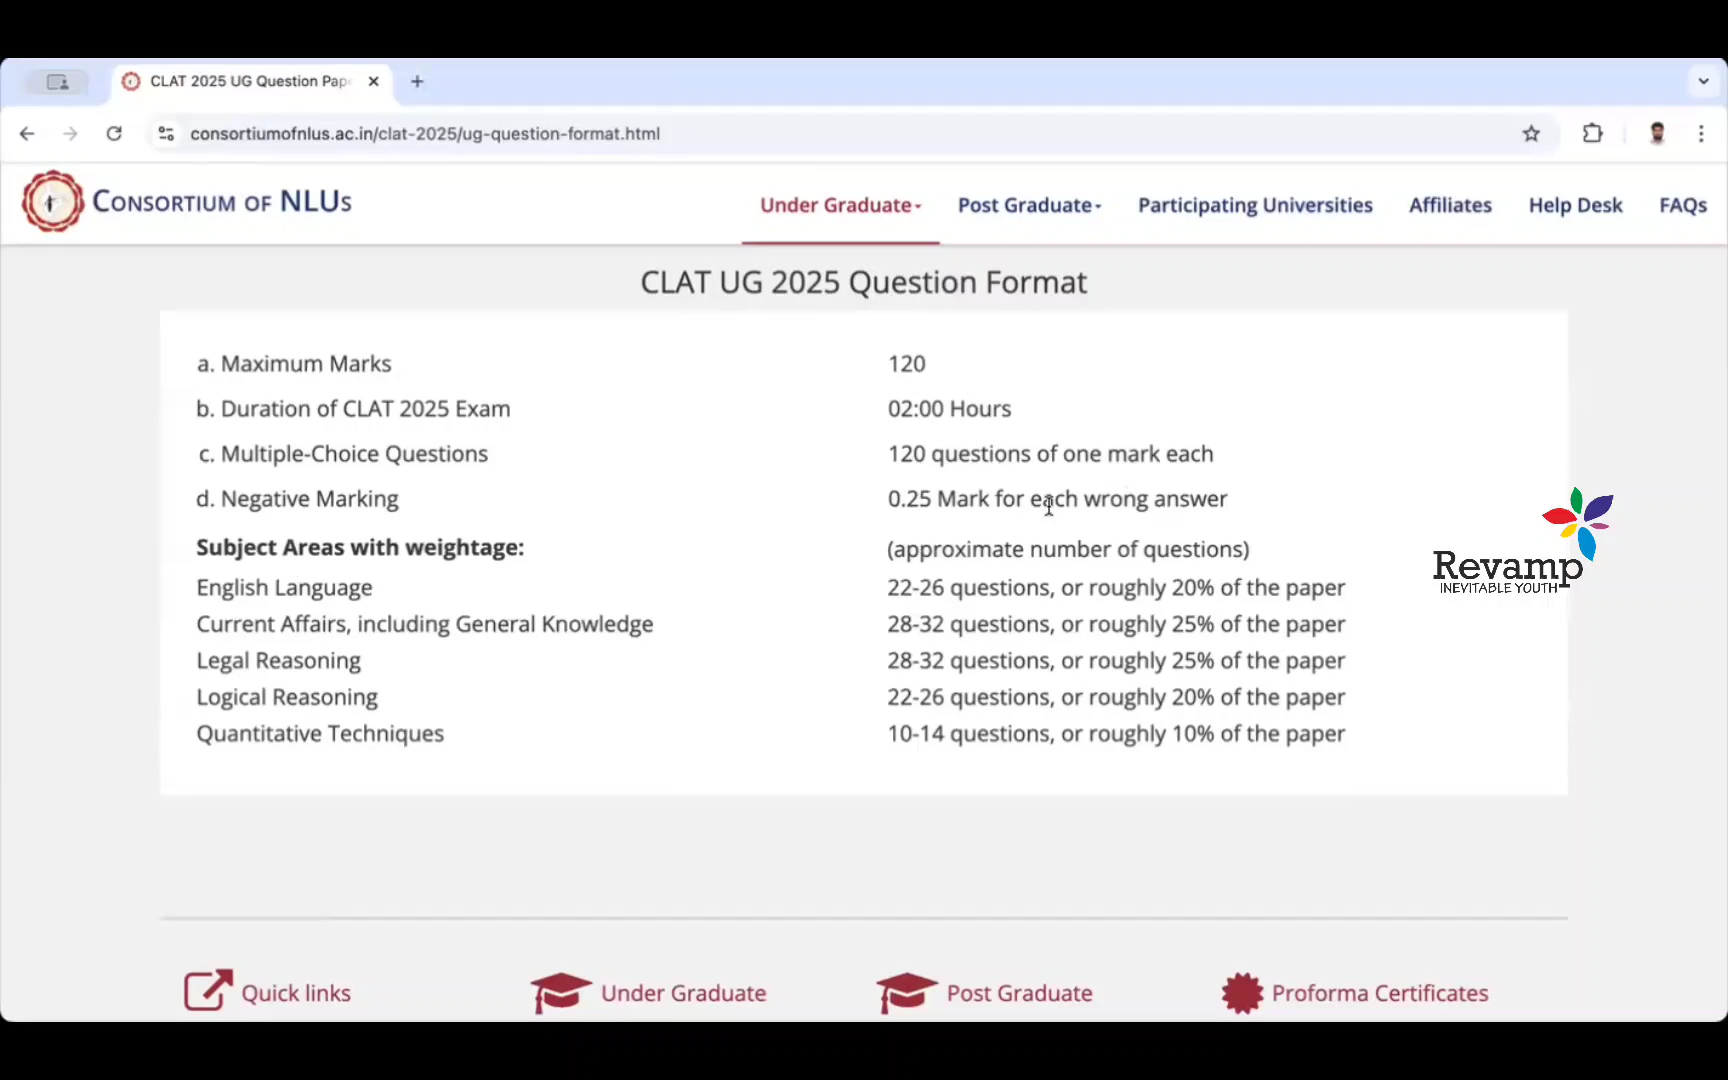 CLAT 2025 UG Question Pap
consortiumofnlus.ac.in/clat-2025/ug-question-format.html
CONSORTIUM OF NLUS
Under Graduate Post Graduate Participating Universities Affiliates Help Desk FAQs
CLAT UG 2025 Question Format
a. Maximum Marks 120
b. Duration of CLAT 2025 Exam 02:00 Hours
c. Multiple-Choice Questions 120 questions of one mark each
d. Negative Marking 0.25 Mark for each wrong answer
Subject Areas with weightage: (approximate number of questions)
English Language 22-26 questions, or roughly 20% of the paper
Current Affairs, including General Knowledge 28-32 questions, or roughly 25% of the paper
Legal Reasoning 28-32 questions, or roughly 25% of the paper
Logical Reasoning 22-26 questions, or roughly 20% of the paper
Quantitative Techniques 10-14 questions, or roughly 10% of the paper
Revamp
INEVITABLE YOUTH
Quick links Under Graduate Post Graduate Proforma Certificates